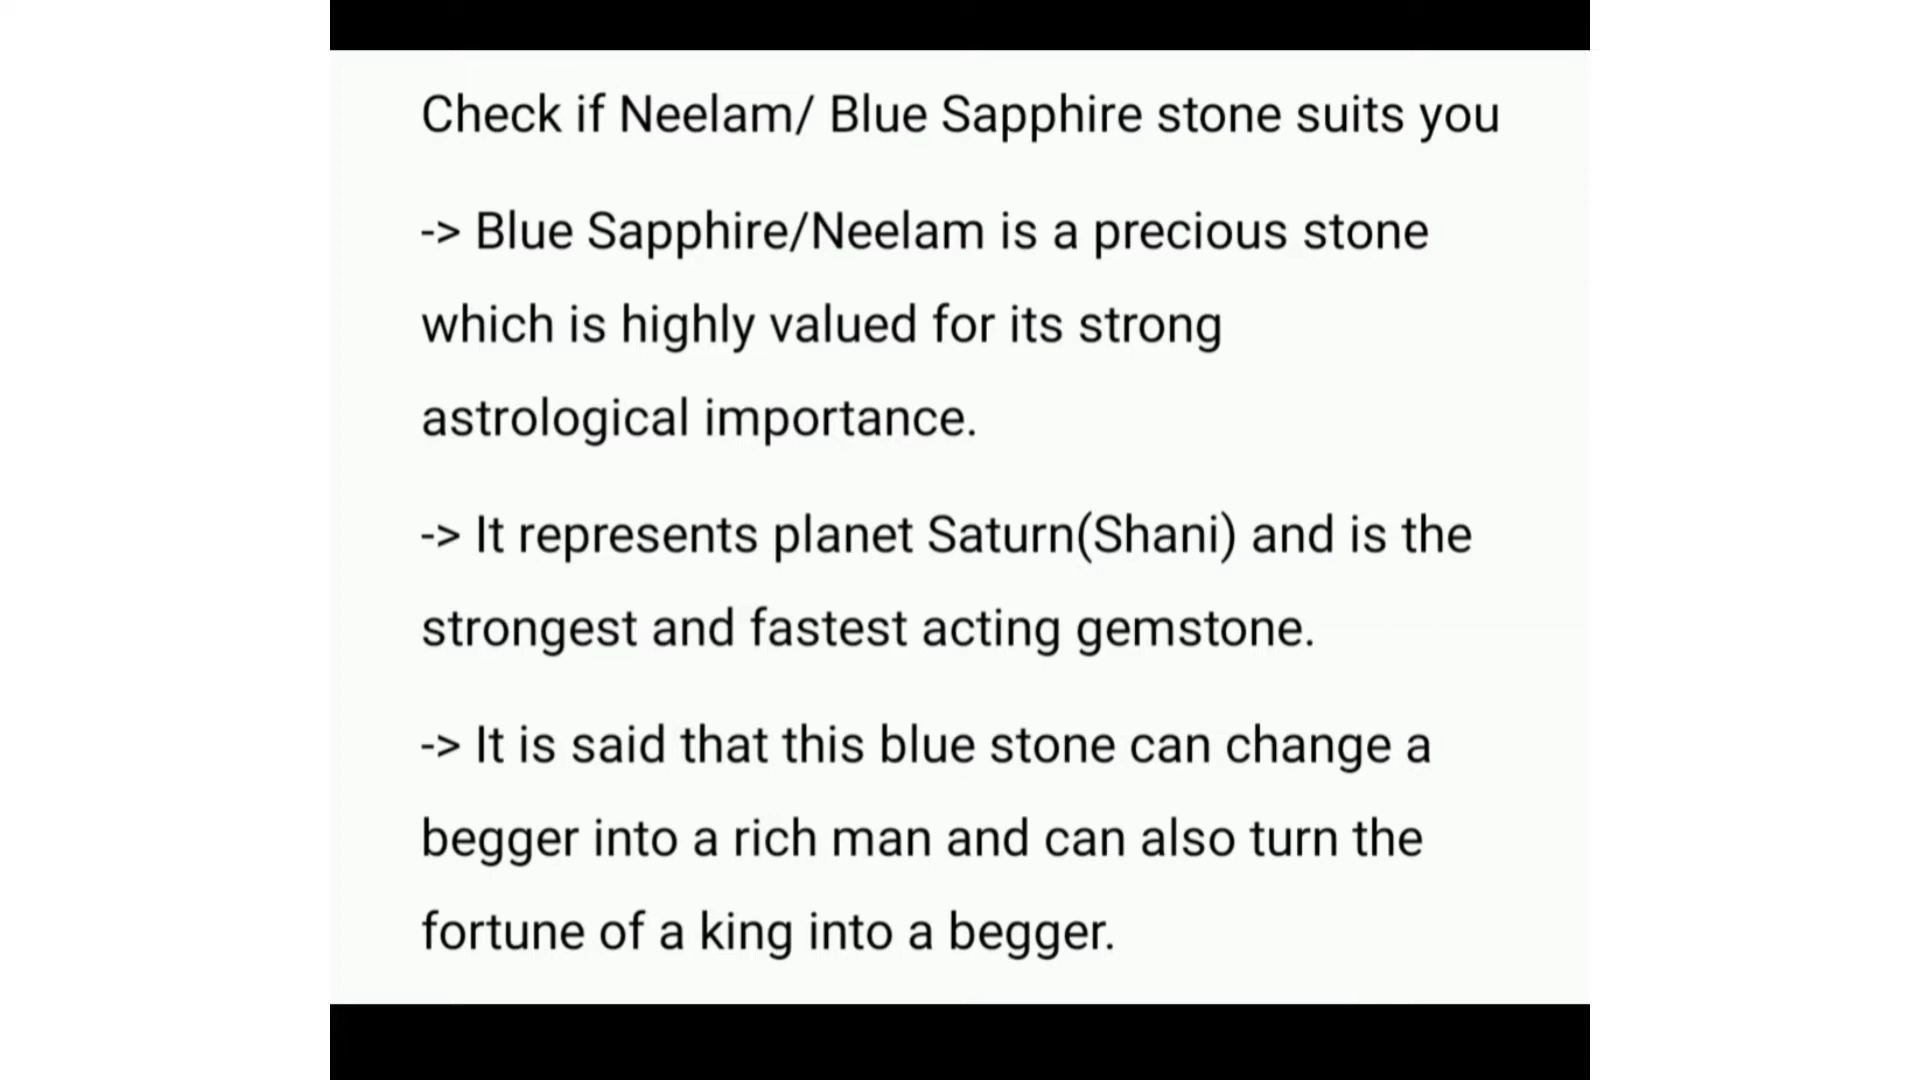 Check if Neelam/ Blue Sapphire stone suits you
-> Blue Sapphire/Neelam is a precious stone
which is highly valued for its strong
astrological importance.
-> It represents planet Saturn(Shani) and is the
strongest and fastest acting gemstone.
-> It is said that this blue stone can change a
begger into a rich man and can also turn the
fortune of a king into a begger.